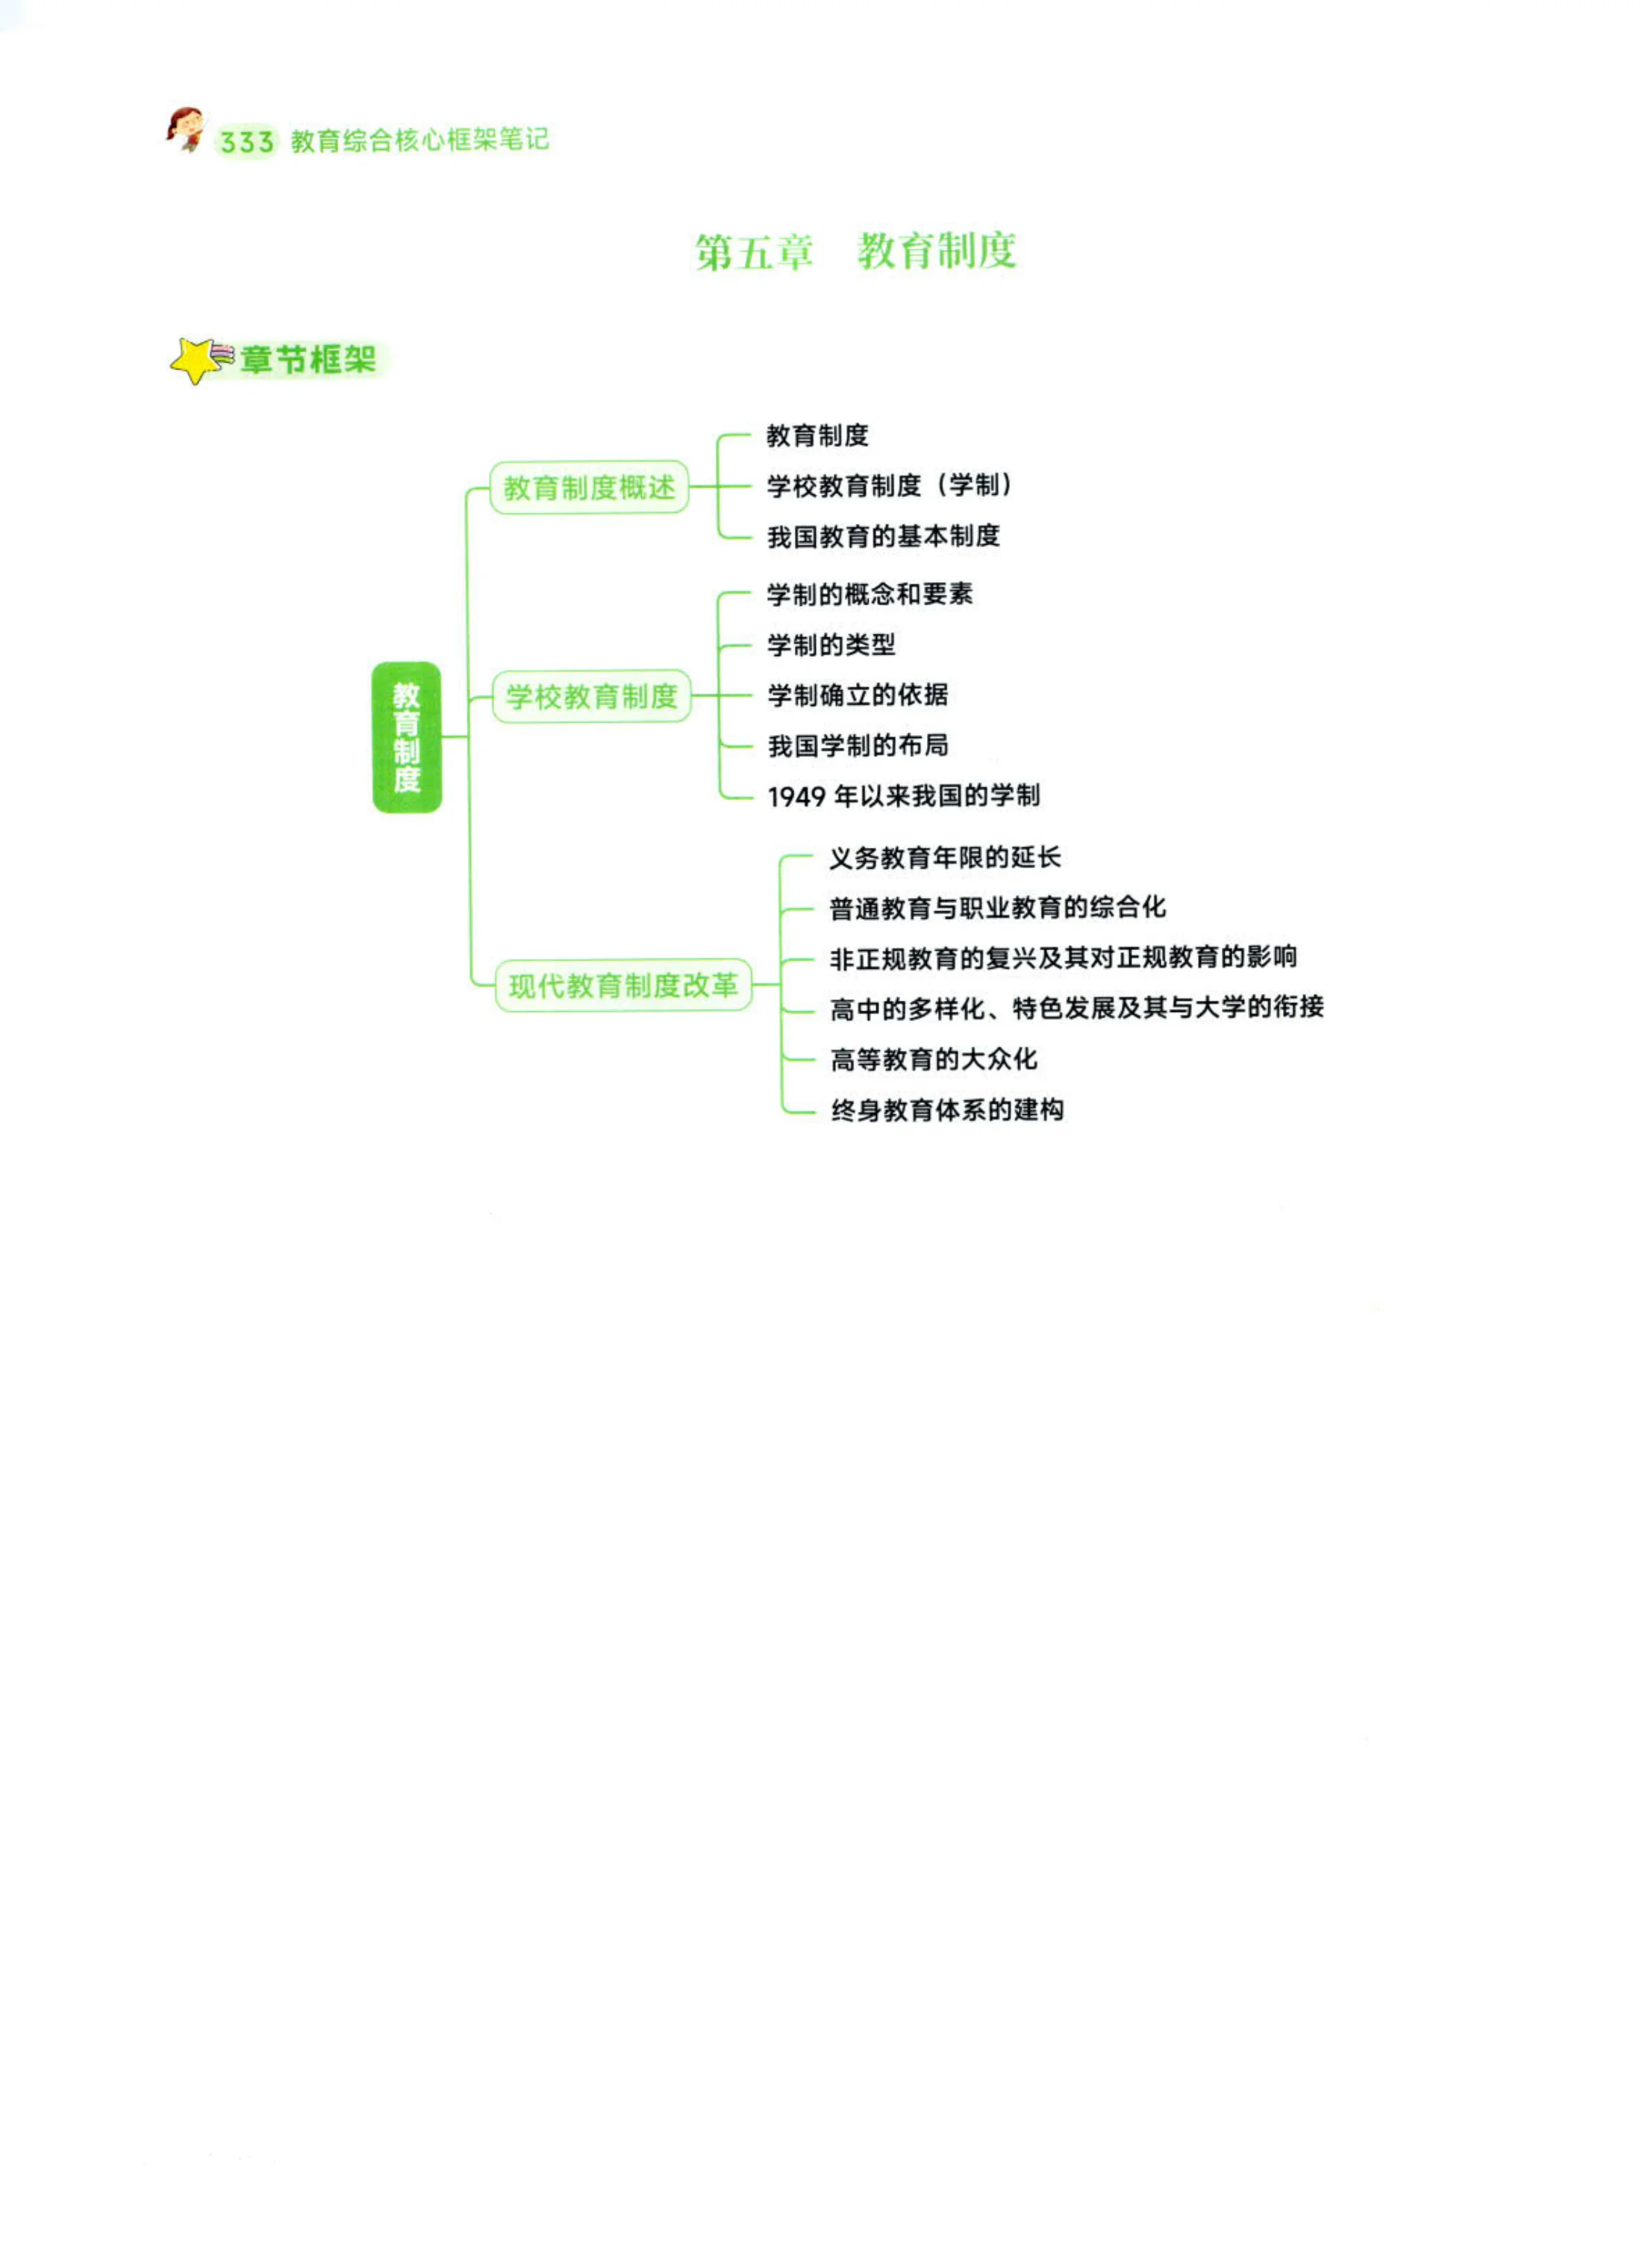 333 教育综合核心框架笔记
第五章 教育制度
章节框架
教育制度
教育制度概述
教育制度
学校教育制度（学制）
我国教育的基本制度
学校教育制度
学制的概念和要素
学制的类型
学制确立的依据
我国学制的布局
1949 年以来我国的学制
现代教育制度改革
义务教育年限的延长
普通教育与职业教育的综合化
非正规教育的复兴及其对正规教育的影响
高中的多样化、特色发展及其与大学的衔接
高等教育的大众化
终身教育体系的建构